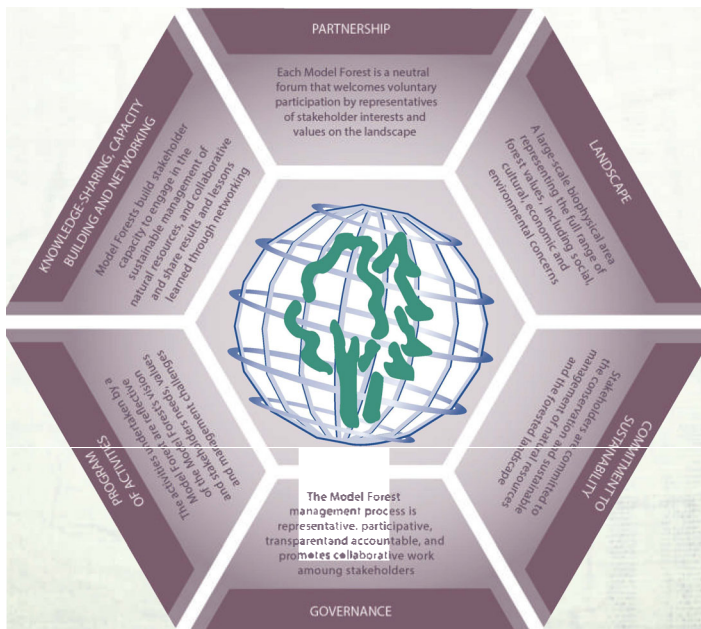 PARTNERSHIP
Each Model Forest is a neutral
forum that welcomes voluntary
participation by representatives
of stakeholder interests and
values on the landscape
LANDSCAPE
A large-scale biophysical area
representing the full range of
forest values, including social,
cultural, economic and
environmental concerns
COMMITMENT TO
SUSTAINABILITY
Stakeholders are committed to
the conservation and sustainable
management of natural resources
and the forested landscape
GOVERNANCE
The Model Forest
management process is
representative, participative,
transparentand accountable, and
promotes collaborative work
amoung stakeholders
PROGRAM
OF ACTIVITIES
The activities undertaken by a
Model Forest are reflective
of the Model Forest's vision
and stakeholders needs, values
and management challenges
KNOWLEDGE-SHARING, CAPACITY
BUILDING AND NETWORKING
Model Forests build stakeholder
capacity to engage in the
sustainable management of
natural resources, and collaborative
and share results and lessons
learned through networking